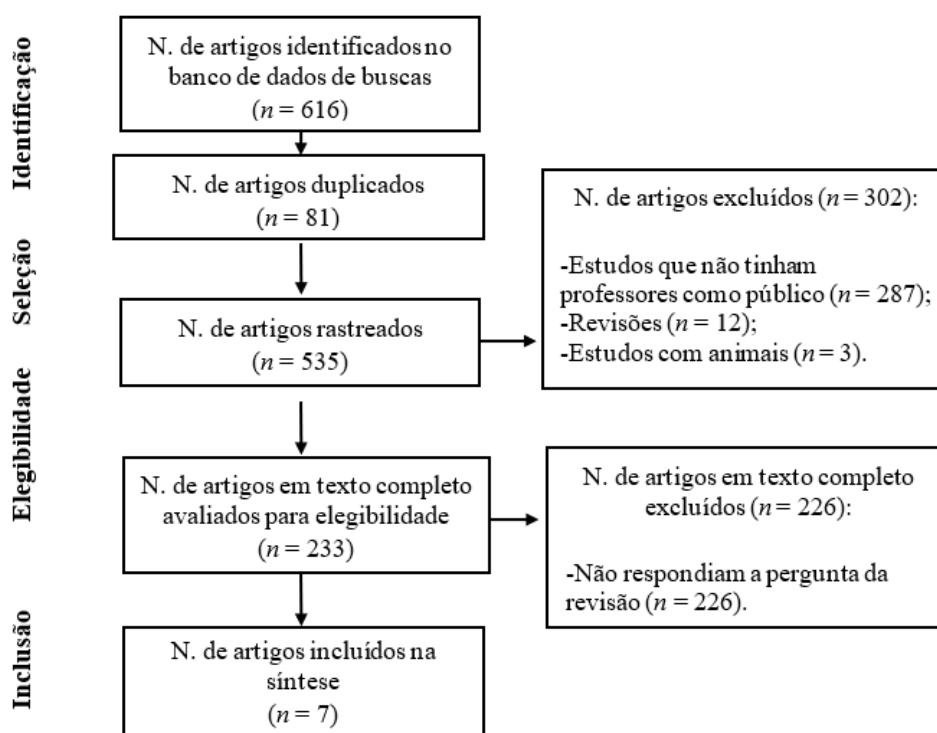 Identificação
N. de artigos identificados no
banco de dados de buscas
(n = 616)
N. de artigos duplicados
(n = 81)
Seleção
N. de artigos rastreados
(n = 535)
N. de artigos excluídos (n = 302):
-Estudos que não tinham
professores como público (n = 287);
-Revisões (n = 12);
-Estudos com animais (n = 3).
Elegibilidade
N. de artigos em texto completo
avaliados para elegibilidade
(n = 233)
N. de artigos em texto completo
excluídos (n = 226):
-Não respondiam a pergunta da
revisão (n = 226).
Inclusão
N. de artigos incluídos na
síntese
(n = 7)